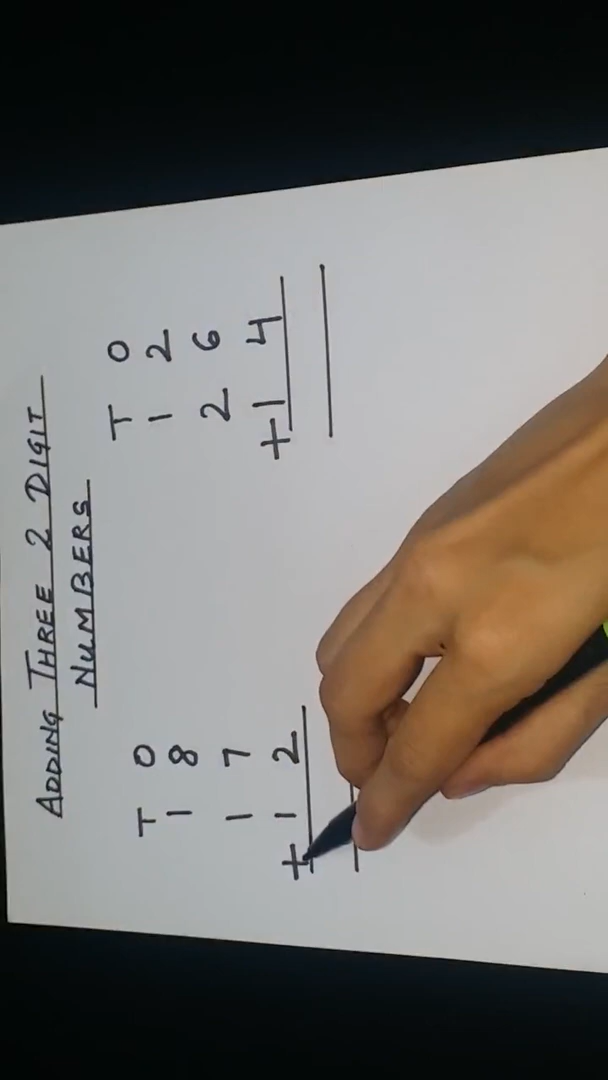 ADDING THREE 2 DIGIT
NUMBERS
T O
1 8
1 7
+ 1 2
T O
1 2
2 6
+ 1 4